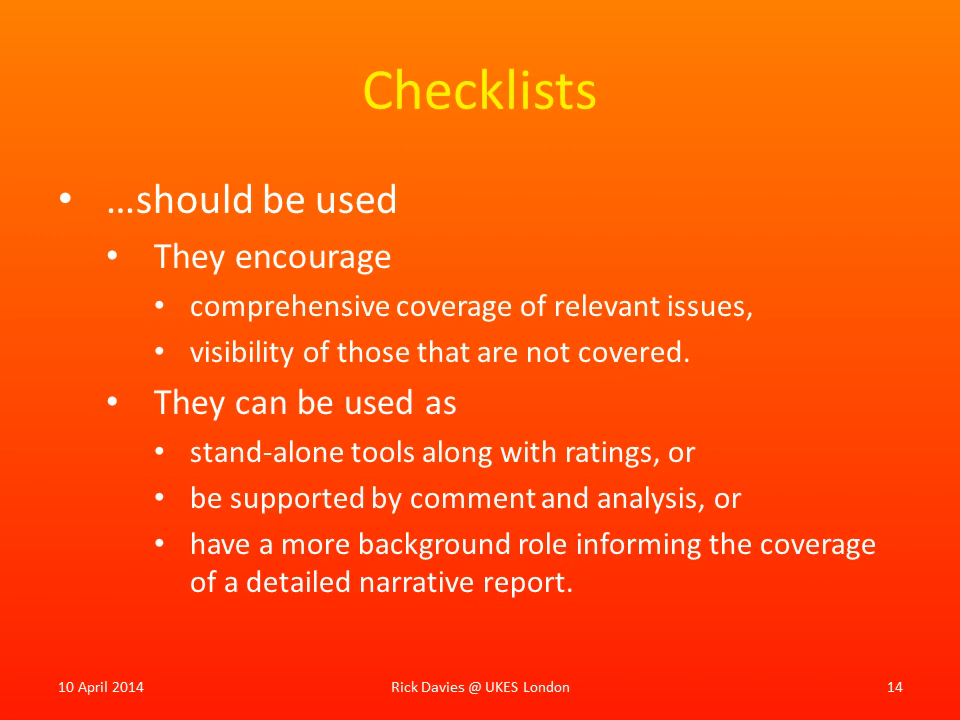 Checklists
• …should be used
• They encourage
• comprehensive coverage of relevant issues,
• visibility of those that are not covered.
• They can be used as
• stand-alone tools along with ratings, or
• be supported by comment and analysis, or
• have a more background role informing the coverage
of a detailed narrative report.
10 April 2014
Rick Davies @ UKES London
14